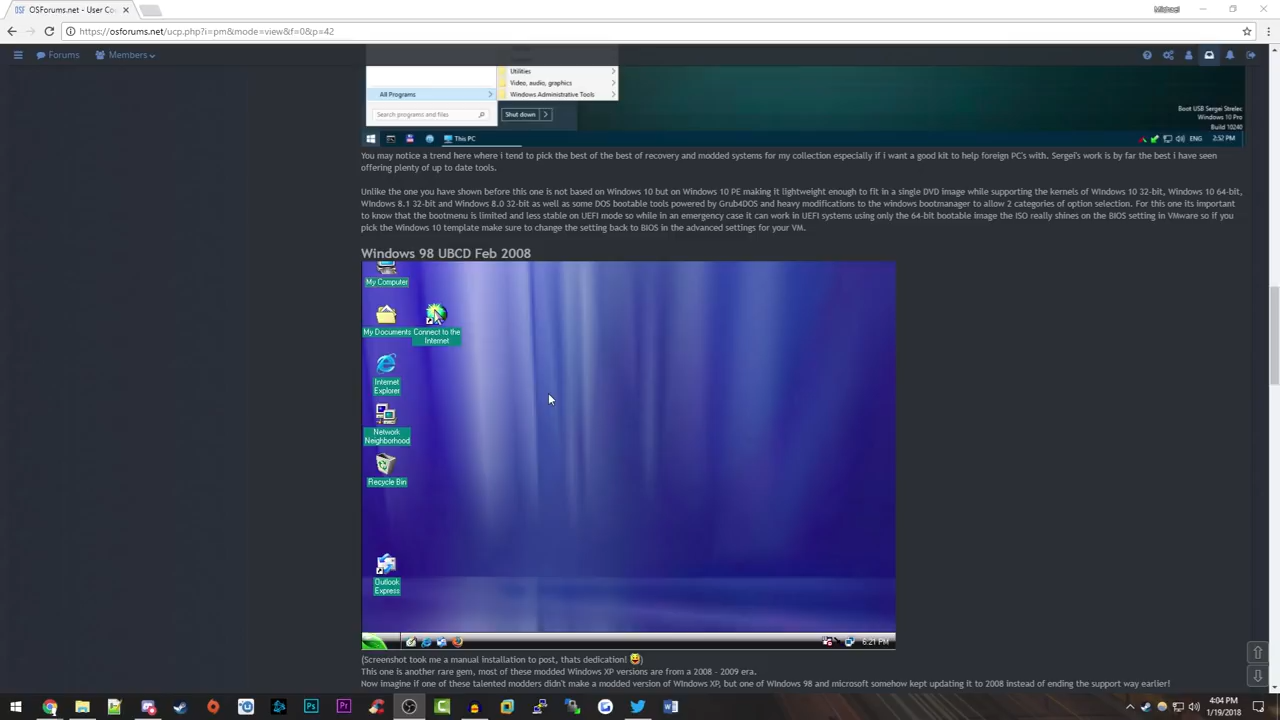 OSForums.net - User Co
Michael
https://osforums.net/ucp.php?i=pm&mode=view&f=0&p=42
Forums
Members
Utilities
Video, audio, graphics
All Programs
Windows Administrative Tools
Search programs and files
Shut down
Boot USB Sergei Strelec
Windows 10 Pro
Build 10240
This PC
ENG
2:52 PM
You may notice a trend here where i tend to pick the best of the best of recovery and modded systems for my collection especially if i want a good kit to help foreign PC's with. Sergei's work is by far the best i have seen
offering plenty of up to date tools.
Unlike the one you have shown before this one is not based on Windows 10 but on Windows 10 PE making it lightweight enough to fit in a single DVD image while supporting the kernels of Windows 10 32-bit, Windows 10 64-bit,
Windows 8.1 32-bit and Windows 8.0 32-bit as well as some DOS bootable tools powered by Grub4DOS and heavy modifications to the windows bootmanager to allow 2 categories of option selection. For this one its important
to know that the bootmenu is limited and less stable on UEFI mode so while in an emergency case it can work in UEFI systems using only the 64-bit bootable image the ISO really shines on the BIOS setting in VMware so if you
pick the Windows 10 template make sure to change the setting back to BIOS in the advanced settings for your VM.
Windows 98 UBCD Feb 2008
My Computer
My Documents
Connect to the
Internet
Internet
Explorer
Network
Neighborhood
Recycle Bin
Outlook
Express
6:21 PM
(Screenshot took me a manual installation to post, thats dedication! )
This one is another rare gem, most of these modded Windows XP versions are from a 2008 - 2009 era.
Now imagine if one of these talented modders didn't make a modded version of Windows XP, but one of Windows 98 and microsoft somehow kept updating it to 2008 instead of ending the support way earlier!
4:04 PM
1/19/2018